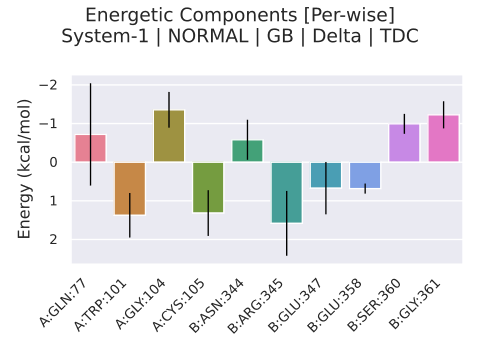 Energetic Components [Per-wise]
System-1 | NORMAL | GB | Delta | TDC
Energy (kcal/mol)
−2
−1
0
1
2
A:GLN:77
A:TRP:101
A:GLY:104
A:CYS:105
B:ASN:344
B:ARG:345
B:GLU:347
B:GLU:358
B:SER:360
B:GLY:361